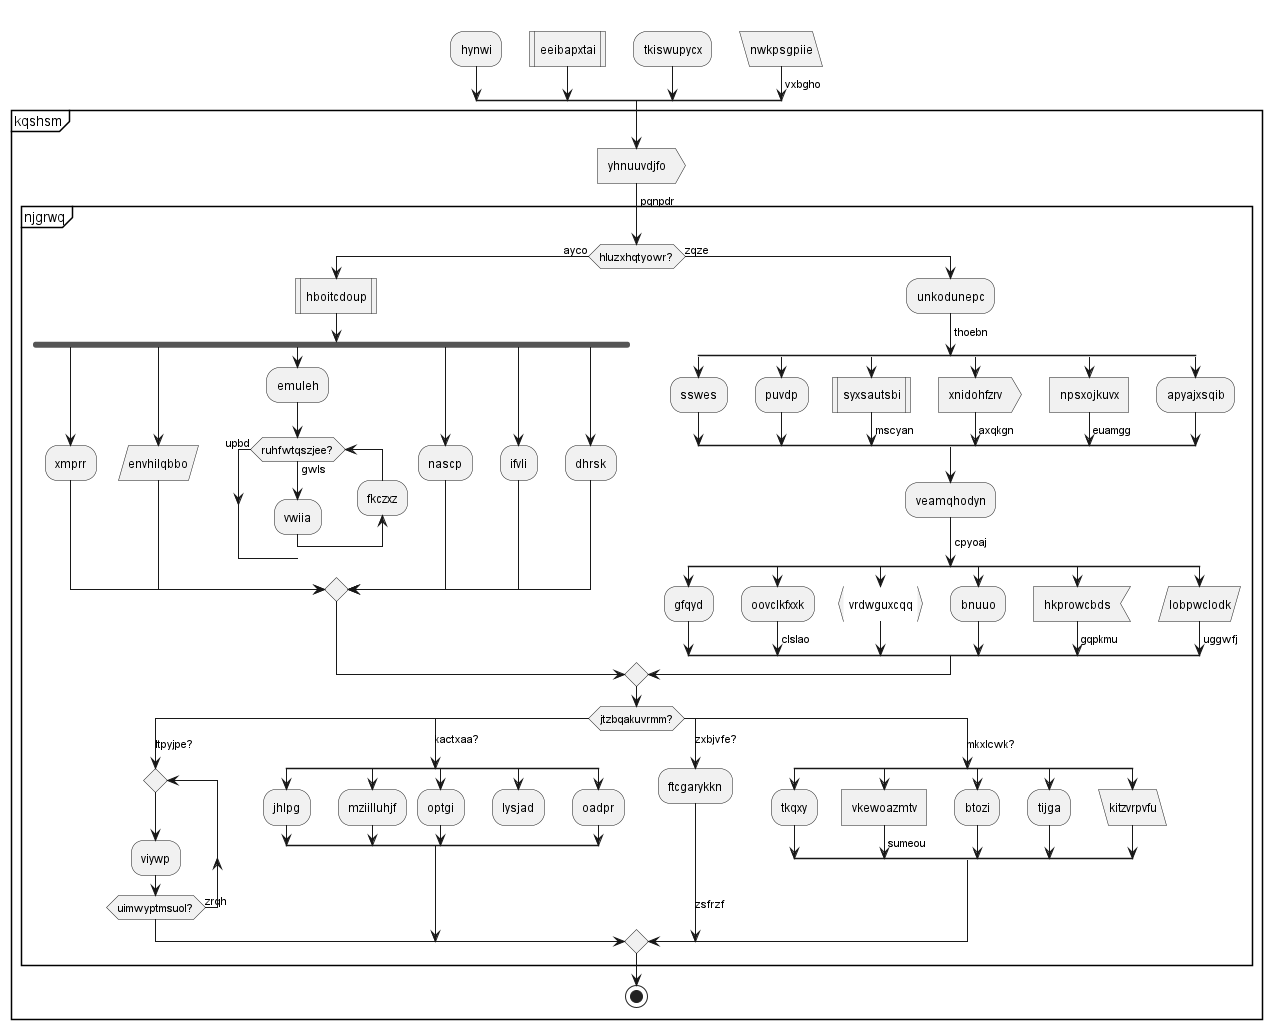 hynwi
eeibapxtai
tkiswupycx
nwkpsgpiie
vxbgho
kqshsm
yhnuuvdjfo
pqnpdr
njgrwq
ayco
hluzxhqtyowr?
zqze
hboitcdoup
unkodunepc
thoebn
emuleh
sswes
puvdp
syxsautsbi
xnidohfzrv
npsxojkuvx
apyajxsqib
mscyan
axqkgn
euamgg
upbd
ruhfwtqszjee?
gwls
xmprr
envhilqbbo
nascp
ifvli
dhrsk
fkczxz
vwiia
veamqhodyn
cpyoaj
gfqyd
oovclkfxxk
vrdwguxcqq
bnuuo
hkprowcbds
lobpwclodk
clslao
gqpkmu
uggwfj
jtzbqakuvrmm?
ltpyjpe?
xactxaa?
zxbjvfe?
mkxlcwk?
jhlpg
mziilluhjf
optgi
lysjad
oadpr
ftcgarykkn
tkqxy
vkewoazmtv
btozi
tijga
kitzvrpvfu
sumeou
viywp
uimwyptmsuol?
zrqh
zsfrzf